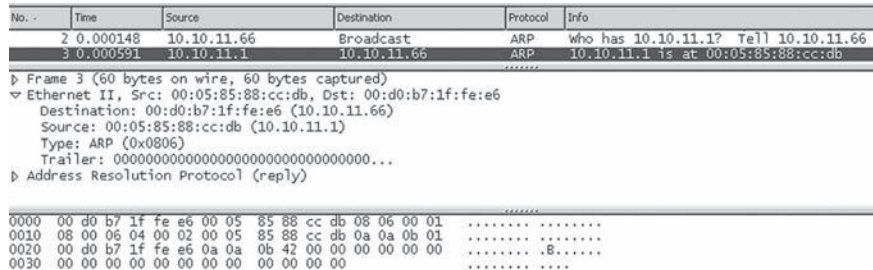 No. . Time Source Destination Protocol Info
2 0.000148 10.10.11.66 Broadcast ARP Who has 10.10.11.1? Tell 10.10.11.66
3 0.000591 10.10.11.1 10.10.11.66 ARP 10.10.11.1 is at 00:05:85:88:cc:db
Frame 3 (60 bytes on wire, 60 bytes captured)
Ethernet II, Src: 00:05:85:88:cc:db, Dst: 00:d0:b7:1f:fe:e6
Destination: 00:d0:b7:1f:fe:e6 (10.10.11.66)
Source: 00:05:85:88:cc:db (10.10.11.1)
Type: ARP (0x0806)
Trailer: 00000000000000000000000000000000...
Address Resolution Protocol (reply)
0000 00 d0 b7 1f fe e6 00 05 85 88 cc db 08 06 00 01 ........ ........
0010 08 00 06 04 00 02 00 05 85 88 cc db 0a 0a 0b 01 ........ ........
0020 00 d0 b7 1f fe e6 0a 0a 0b 42 00 00 00 00 00 00 ........ .B......
0030 00 00 00 00 00 00 00 00 00 00 00 00 ........ ....